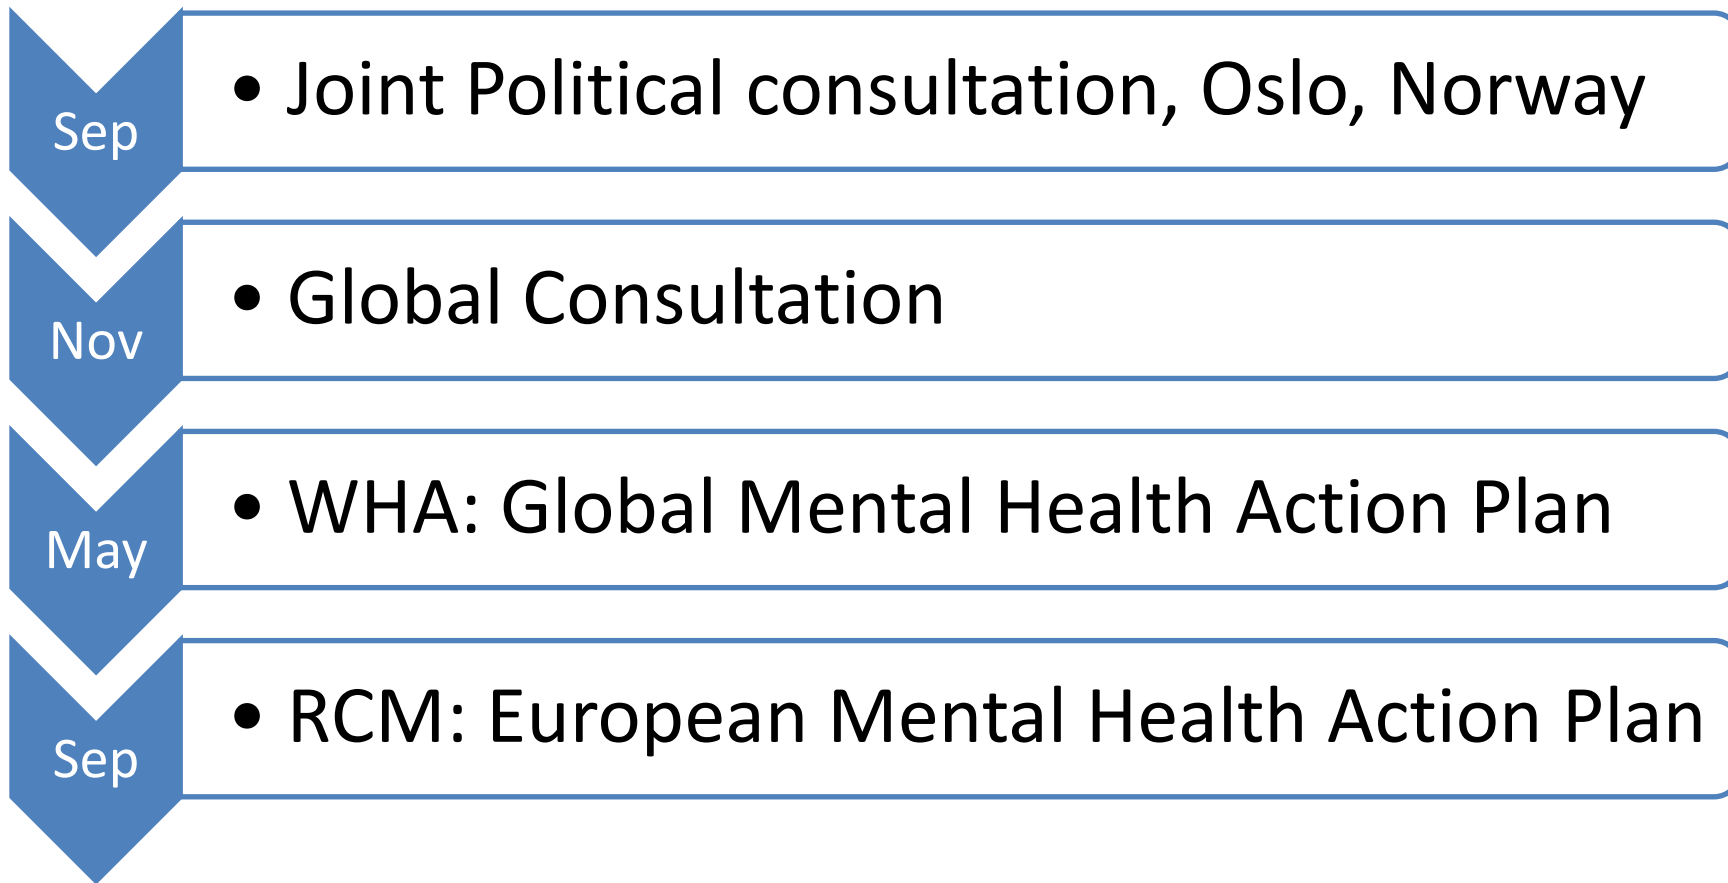 Sep
• Joint Political consultation, Oslo, Norway
Nov
• Global Consultation
May
• WHA: Global Mental Health Action Plan
Sep
• RCM: European Mental Health Action Plan